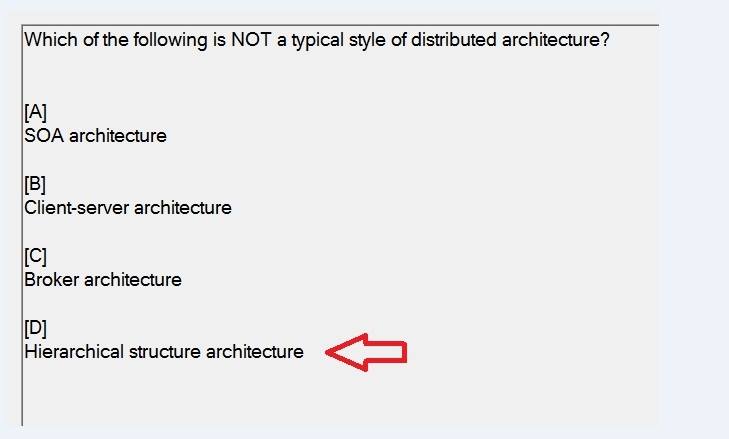 Which of the following is NOT a typical style of distributed architecture?
[A]
SOA architecture
[B]
Client-server architecture
[C]
Broker architecture
[D]
Hierarchical structure architecture